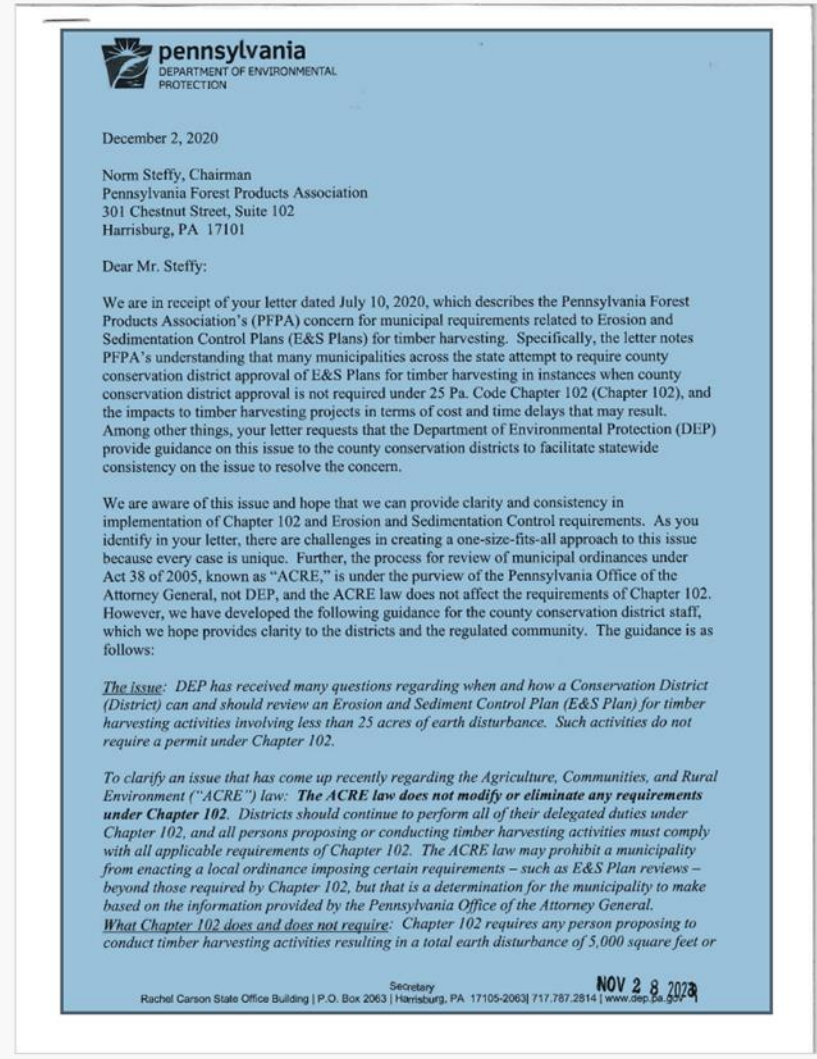 pennsylvania
DEPARTMENT OF ENVIRONMENTAL
PROTECTION
December 2, 2020
Norm Steffy, Chairman
Pennsylvania Forest Products Association
301 Chestnut Street, Suite 102
Harrisburg, PA 17101
Dear Mr. Steffy:
We are in receipt of your letter dated July 10, 2020, which describes the Pennsylvania Forest
Products Association's (PFPA) concern for municipal requirements related to Erosion and
Sedimentation Control Plans (E&S Plans) for timber harvesting. Specifically, the letter notes
PFPA's understanding that many municipalities across the state attempt to require county
conservation district approval of E&S Plans for timber harvesting in instances when county
conservation district approval is not required under 25 Pa. Code Chapter 102 (Chapter 102), and
the impacts to timber harvesting projects in terms of cost and time delays that may result.
Among other things, your letter requests that the Department of Environmental Protection (DEP)
provide guidance on this issue to the county conservation districts to facilitate statewide
consistency on the issue to resolve the concern.
We are aware of this issue and hope that we can provide clarity and consistency in
implementation of Chapter 102 and Erosion and Sedimentation Control requirements. As you
identify in your letter, there are challenges in creating a one-size-fits-all approach to this issue
because every case is unique. Further, the process for review of municipal ordinances under
Act 38 of 2005, known as "ACRE," is under the purview of the Pennsylvania Office of the
Attorney General, not DEP, and the ACRE law does not affect the requirements of Chapter 102.
However, we have developed the following guidance for the county conservation district staff,
which we hope provides clarity to the districts and the regulated community. The guidance is as
follows:
The issue: DEP has received many questions regarding when and how a Conservation District
(District) can and should review an Erosion and Sediment Control Plan (E&S Plan) for timber
harvesting activities involving less than 25 acres of earth disturbance. Such activities do not
require a permit under Chapter 102.
To clarify an issue that has come up recently regarding the Agriculture, Communities, and Rural
Environment ("ACRE") law: The ACRE law does not modify or eliminate any requirements
under Chapter 102. Districts should continue to perform all of their delegated duties under
Chapter 102, and all persons proposing or conducting timber harvesting activities must comply
with all applicable requirements of Chapter 102. The ACRE law may prohibit a municipality
from enacting a local ordinance imposing certain requirements – such as E&S Plan reviews –
beyond those required by Chapter 102, but that is a determination for the municipality to make
based on the information provided by the Pennsylvania Office of the Attorney General.
What Chapter 102 does and does not require: Chapter 102 requires any person proposing to
conduct timber harvesting activities resulting in a total earth disturbance of 5,000 square feet or
Secretary
Rachel Carson State Office Building | P.O. Box 2063 | Harrisburg, PA 17105-2063| 717.787.2814 | www.dep.pa.gov
NOV 2 8 2023